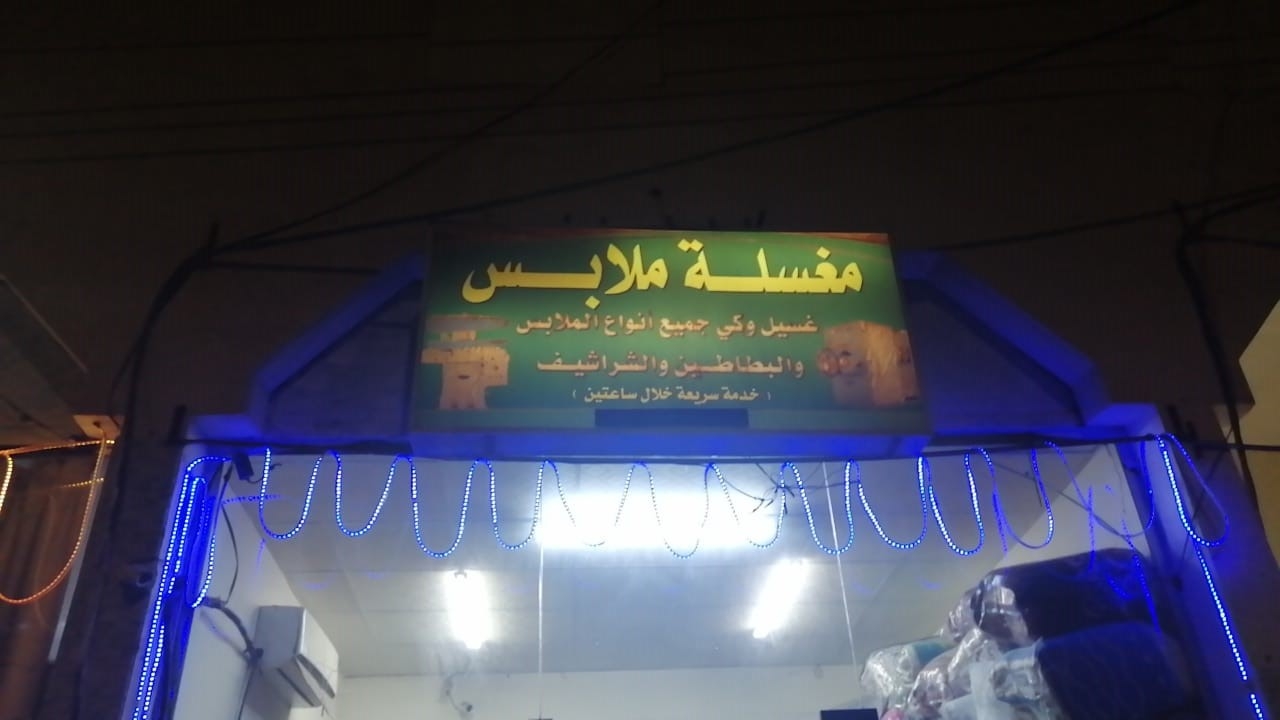 مغسلة ملابس
غسيل وكي جميع أنواع الملابس
والبطاطين والشراشيف
( خدمة سريعة خلال ساعتين )